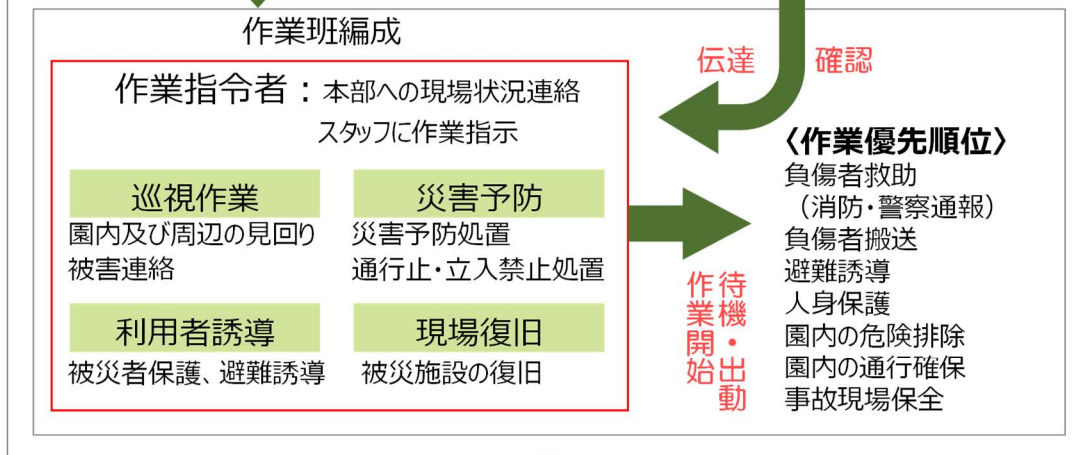 作業班編成
作業指令者：本部への現場状況連絡
スタッフに作業指示
巡視作業
園内及び周辺の見回り
被害連絡
災害予防
災害予防処置
通行止・立入禁止処置
利用者誘導
被災者保護、避難誘導
現場復旧
被災施設の復旧
伝達
確認
待機・出動
作業開始
〈作業優先順位〉
負傷者救助
（消防・警察通報）
負傷者搬送
避難誘導
人身保護
園内の危険排除
園内の通行確保
事故現場保全